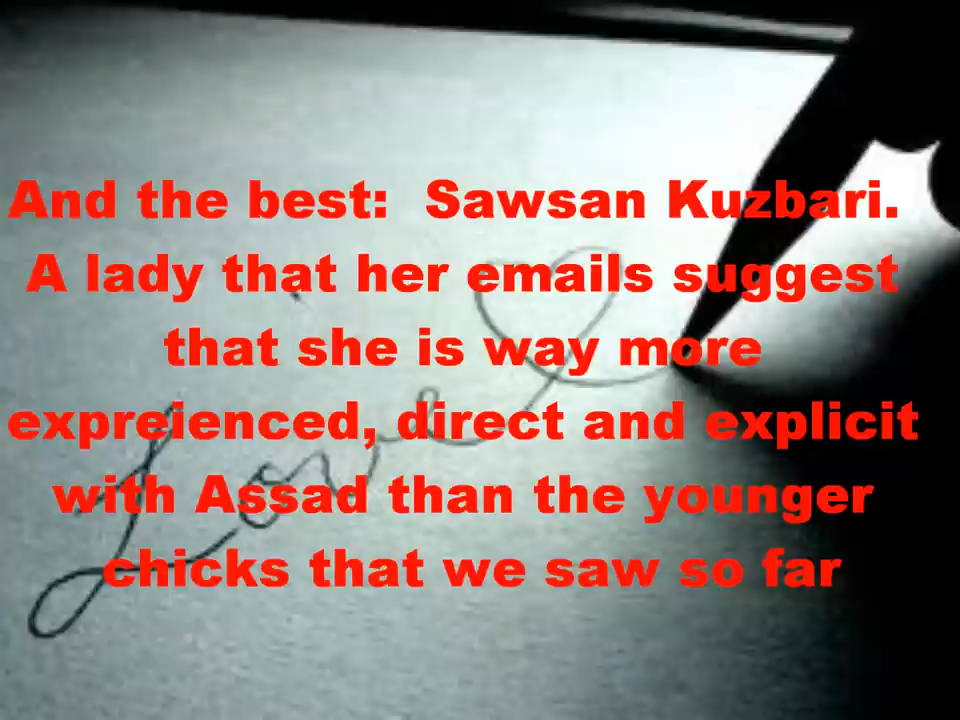 And the best: Sawsan Kuzbari.
A lady that her emails suggest
that she is way more
expreienced, direct and explicit
with Assad than the younger
chicks that we saw so far
Love